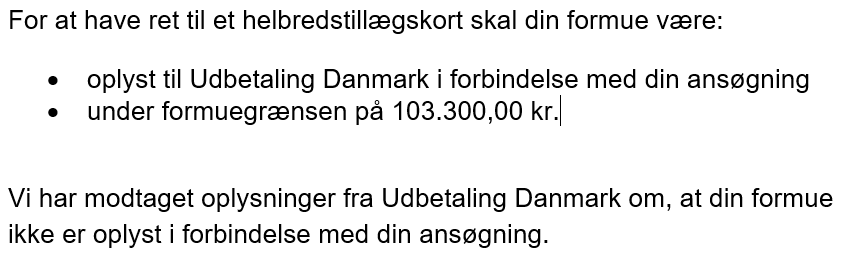 For at have ret til et helbredstillægskort skal din formue være:
• oplyst til Udbetaling Danmark i forbindelse med din ansøgning
• under formuegrænsen på 103.300,00 kr.
Vi har modtaget oplysninger fra Udbetaling Danmark om, at din formue
ikke er oplyst i forbindelse med din ansøgning.